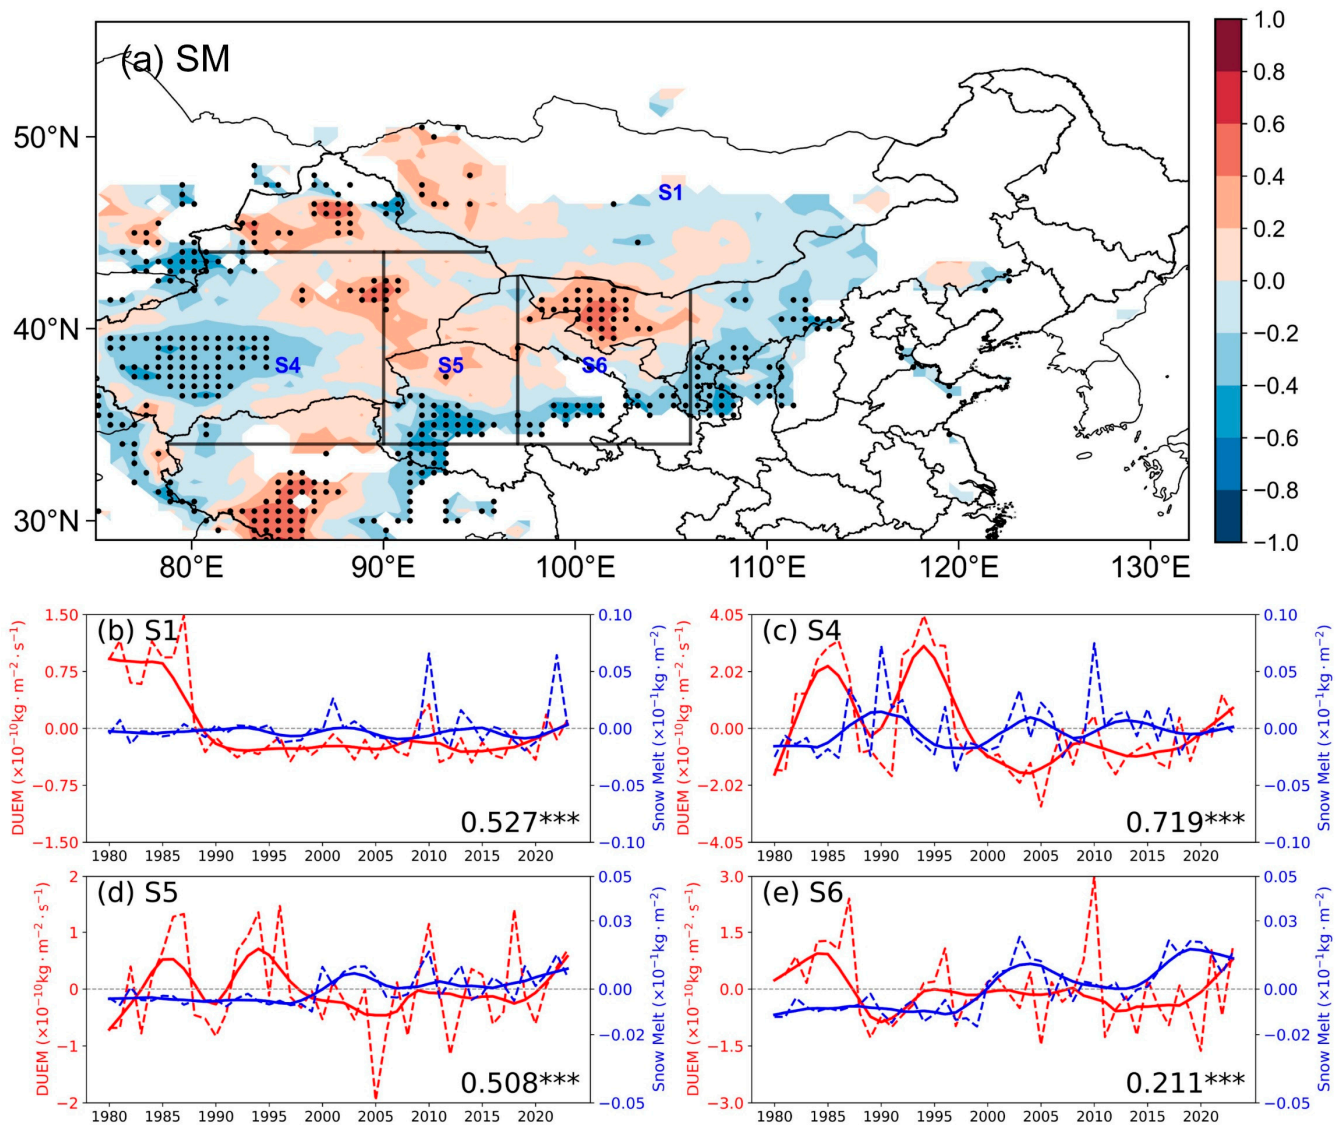 (a) SM
50°N
40°N
30°N
80°E 90°E 100°E 110°E 120°E 130°E
S1
S4 S5 S6
1.0
0.8
0.6
0.4
0.2
0.0
−0.2
−0.4
−0.6
−0.8
−1.0
(b) S1
DUEM (×10⁻¹⁰kg · m⁻² · s⁻¹)
1.50
0.75
0.00
−0.75
−1.50
0.10
0.05
0.00
−0.05
−0.10
Snow Melt (×10⁻¹kg · m⁻²)
0.527***
1980 1985 1990 1995 2000 2005 2010 2015 2020
(c) S4
DUEM (×10⁻¹⁰kg · m⁻² · s⁻¹)
4.05
2.02
0.00
−2.02
−4.05
0.10
0.05
0.00
−0.05
−0.10
Snow Melt (×10⁻¹kg · m⁻²)
0.719***
1980 1985 1990 1995 2000 2005 2010 2015 2020
(d) S5
DUEM (×10⁻¹⁰kg · m⁻² · s⁻¹)
2
1
0
−1
−2
0.05
0.03
0.00
−0.02
−0.05
Snow Melt (×10⁻¹kg · m⁻²)
0.508***
1980 1985 1990 1995 2000 2005 2010 2015 2020
(e) S6
DUEM (×10⁻¹⁰kg · m⁻² · s⁻¹)
3.0
1.5
0.0
−1.5
−3.0
0.05
0.03
0.00
−0.02
−0.05
Snow Melt (×10⁻¹kg · m⁻²)
0.211***
1980 1985 1990 1995 2000 2005 2010 2015 2020